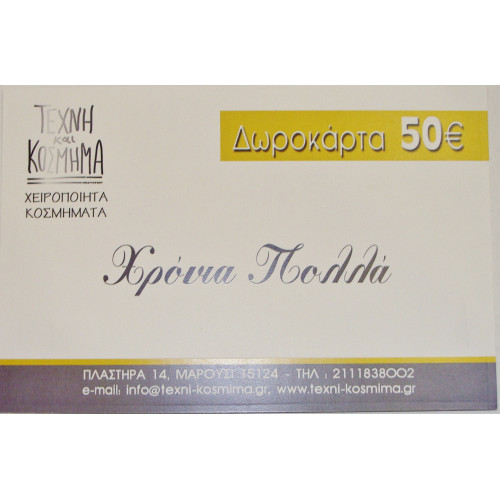 ΤΕΧΝΗ
και
ΚΟΣΜΗΜΑ
ΧΕΙΡΟΠΟΙΗΤΑ
ΚΟΣΜΗΜΑΤΑ
Δωροκάρτα 50€
Χρόνια Πολλά
ΠΛΑΣΤΗΡΑ 14, ΜΑΡΟΥΣΙ 15124 - ΤΗΛ : 2111838002
e-mail: info@texni-kosmima.gr, www.texni-kosmima.gr